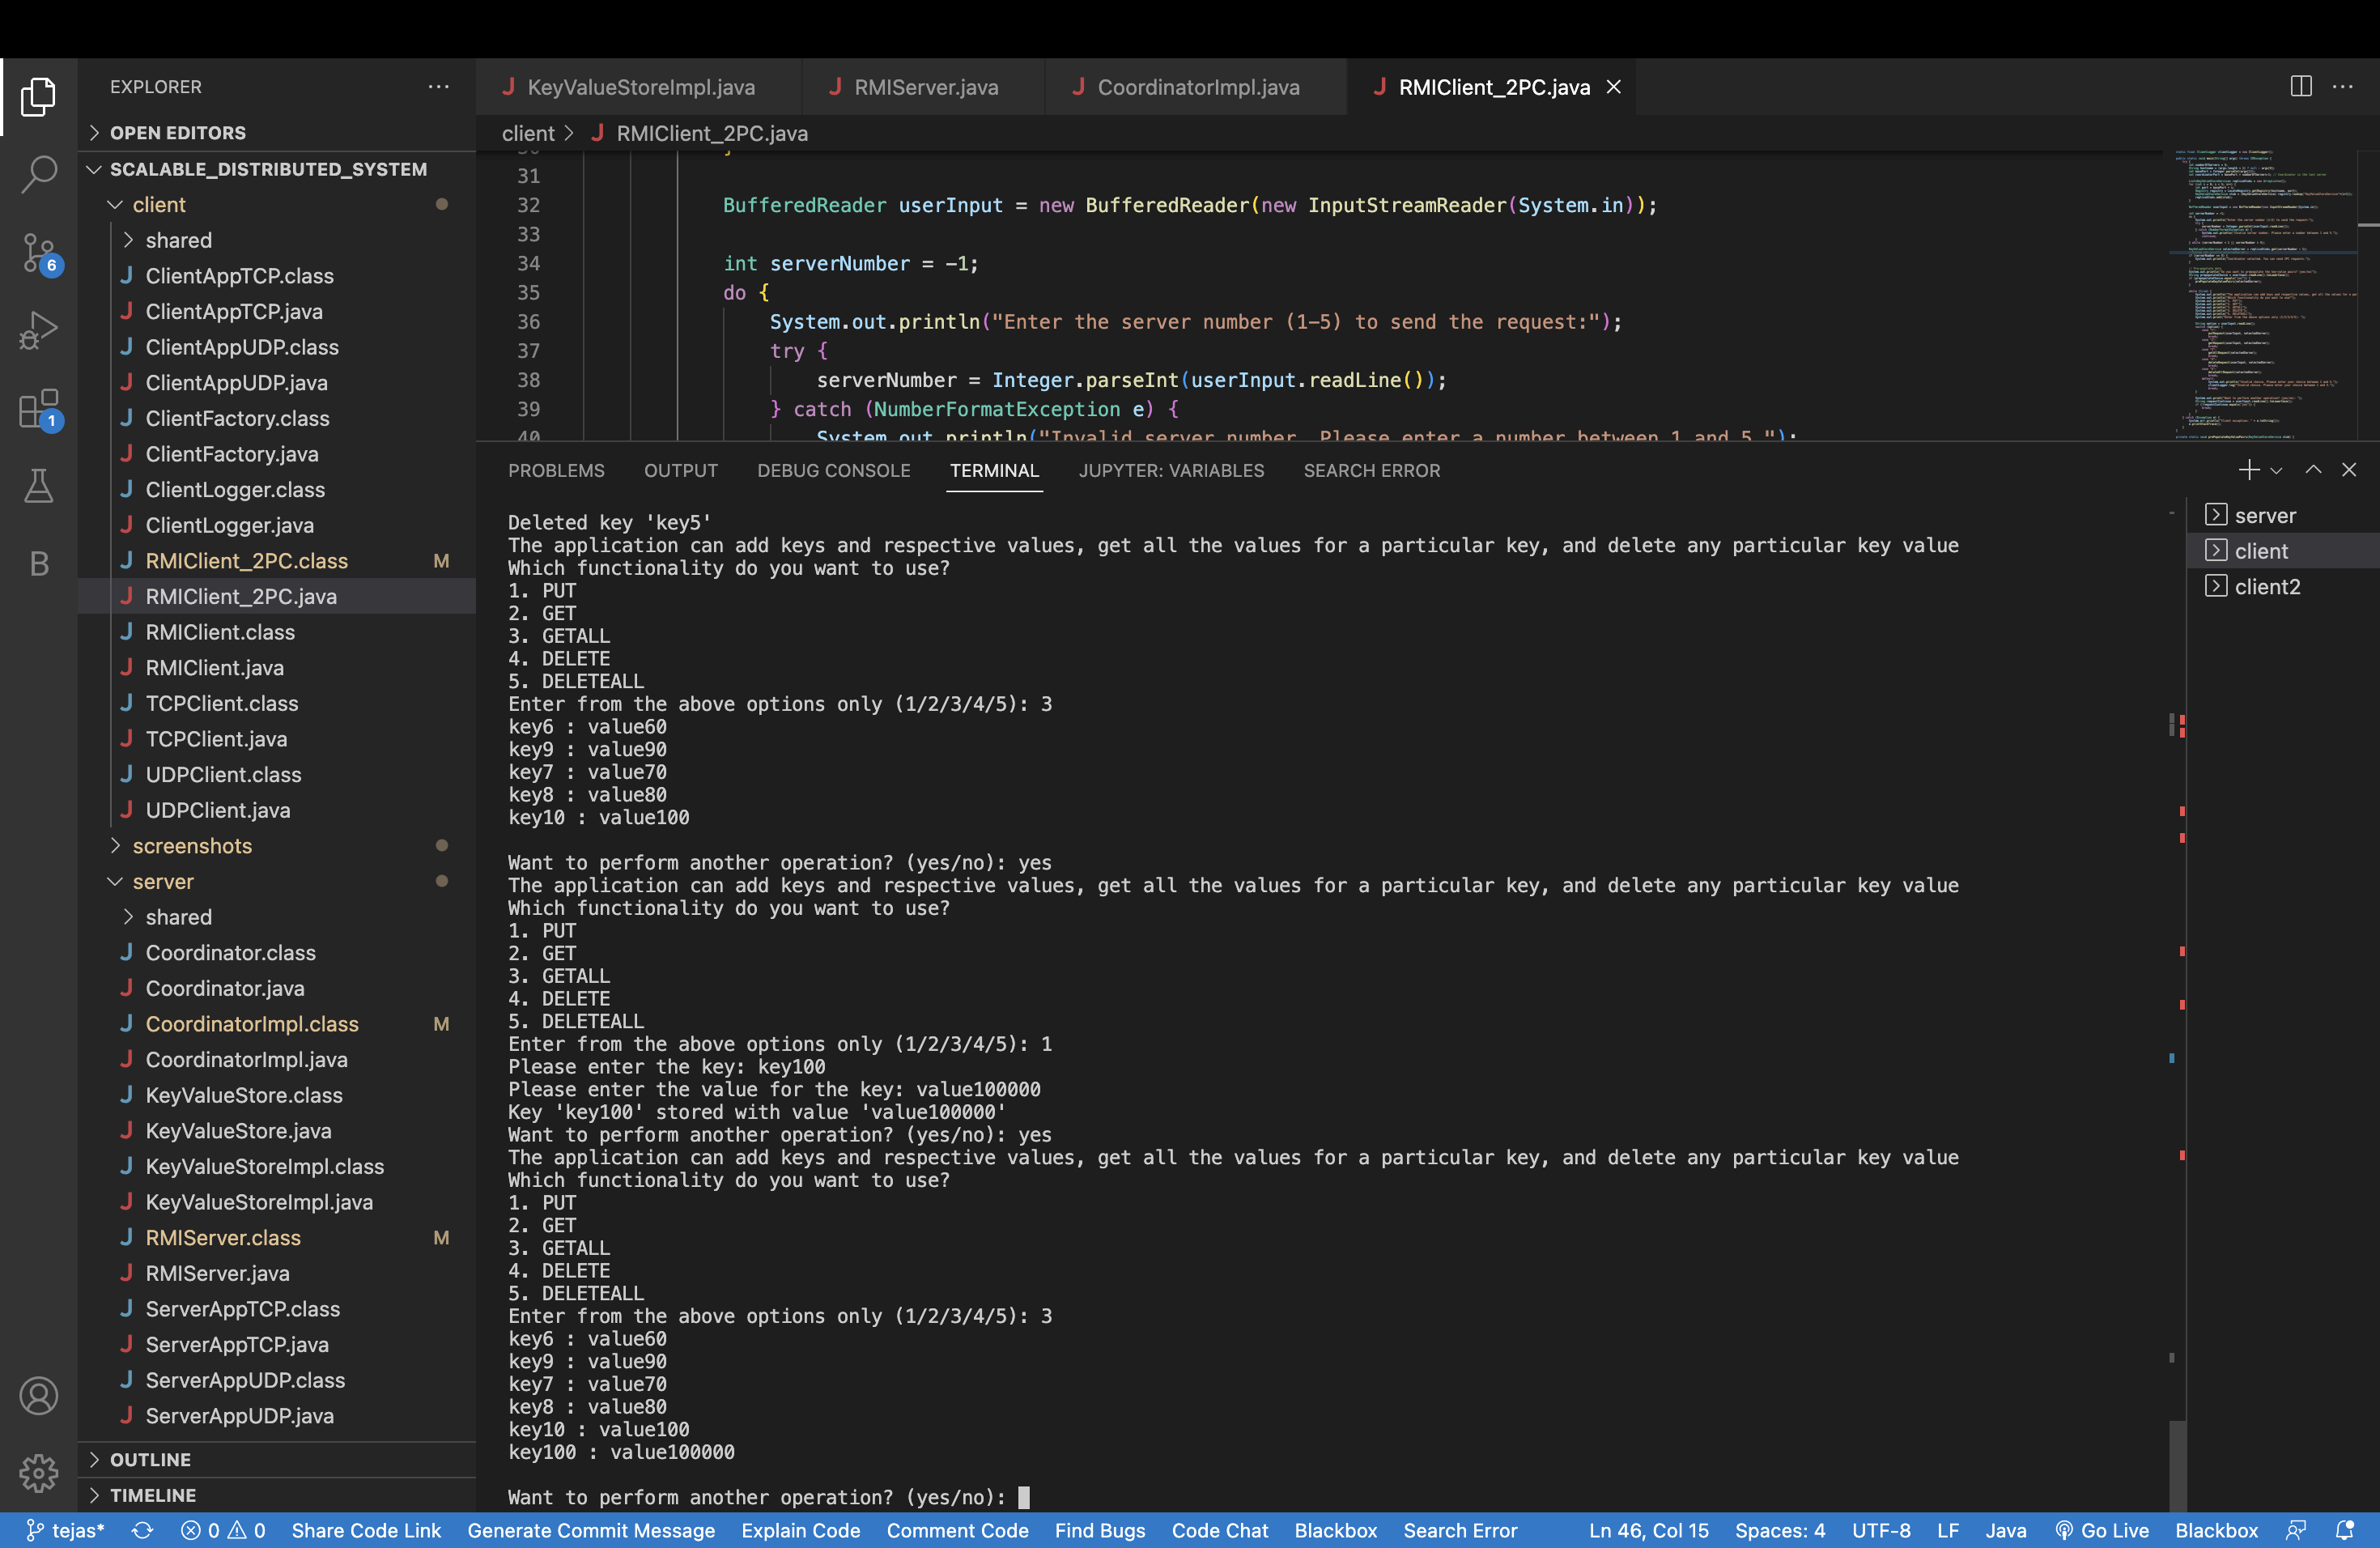 EXPLORER
OPEN EDITORS
SCALABLE_DISTRIBUTED_SYSTEM
client
shared
J ClientAppTCP.class
J ClientAppTCP.java
J ClientAppUDP.class
J ClientAppUDP.java
J ClientFactory.class
J ClientFactory.java
J ClientLogger.class
J ClientLogger.java
J RMIClient_2PC.class M
J RMIClient_2PC.java
J RMIClient.class
J RMIClient.java
J TCPClient.class
J TCPClient.java
J UDPClient.class
J UDPClient.java
screenshots
server
shared
J Coordinator.class
J Coordinator.java
J CoordinatorImpl.class M
J CoordinatorImpl.java
J KeyValueStore.class
J KeyValueStore.java
J KeyValueStoreImpl.class
J KeyValueStoreImpl.java
J RMIServer.class M
J RMIServer.java
J ServerAppTCP.class
J ServerAppTCP.java
J ServerAppUDP.class
J ServerAppUDP.java
OUTLINE
TIMELINE
6
1
B
J KeyValueStoreImpl.java J RMIServer.java J CoordinatorImpl.java J RMIClient_2PC.java
client > J RMIClient_2PC.java
30 }
31
32 BufferedReader userInput = new BufferedReader(new InputStreamReader(System.in));
33
34 int serverNumber = -1;
35 do {
36 System.out.println("Enter the server number (1-5) to send the request:");
37 try {
38 serverNumber = Integer.parseInt(userInput.readLine());
39 } catch (NumberFormatException e) {
40 System.out.println("Invalid server number. Please enter a number between 1 and 5.");
PROBLEMS OUTPUT DEBUG CONSOLE TERMINAL JUPYTER: VARIABLES SEARCH ERROR
Deleted key 'key5'
The application can add keys and respective values, get all the values for a particular key, and delete any particular key value
Which functionality do you want to use?
1. PUT
2. GET
3. GETALL
4. DELETE
5. DELETEALL
Enter from the above options only (1/2/3/4/5): 3
key6 : value60
key9 : value90
key7 : value70
key8 : value80
key10 : value100
Want to perform another operation? (yes/no): yes
The application can add keys and respective values, get all the values for a particular key, and delete any particular key value
Which functionality do you want to use?
1. PUT
2. GET
3. GETALL
4. DELETE
5. DELETEALL
Enter from the above options only (1/2/3/4/5): 1
Please enter the key: key100
Please enter the value for the key: value100000
Key 'key100' stored with value 'value100000'
Want to perform another operation? (yes/no): yes
The application can add keys and respective values, get all the values for a particular key, and delete any particular key value
Which functionality do you want to use?
1. PUT
2. GET
3. GETALL
4. DELETE
5. DELETEALL
Enter from the above options only (1/2/3/4/5): 3
key6 : value60
key9 : value90
key7 : value70
key8 : value80
key10 : value100
key100 : value100000
Want to perform another operation? (yes/no):
server
client
client2
tejas* 0 0 Share Code Link Generate Commit Message Explain Code Comment Code Find Bugs Code Chat Blackbox Search Error Ln 46, Col 15 Spaces: 4 UTF-8 LF Java Go Live Blackbox